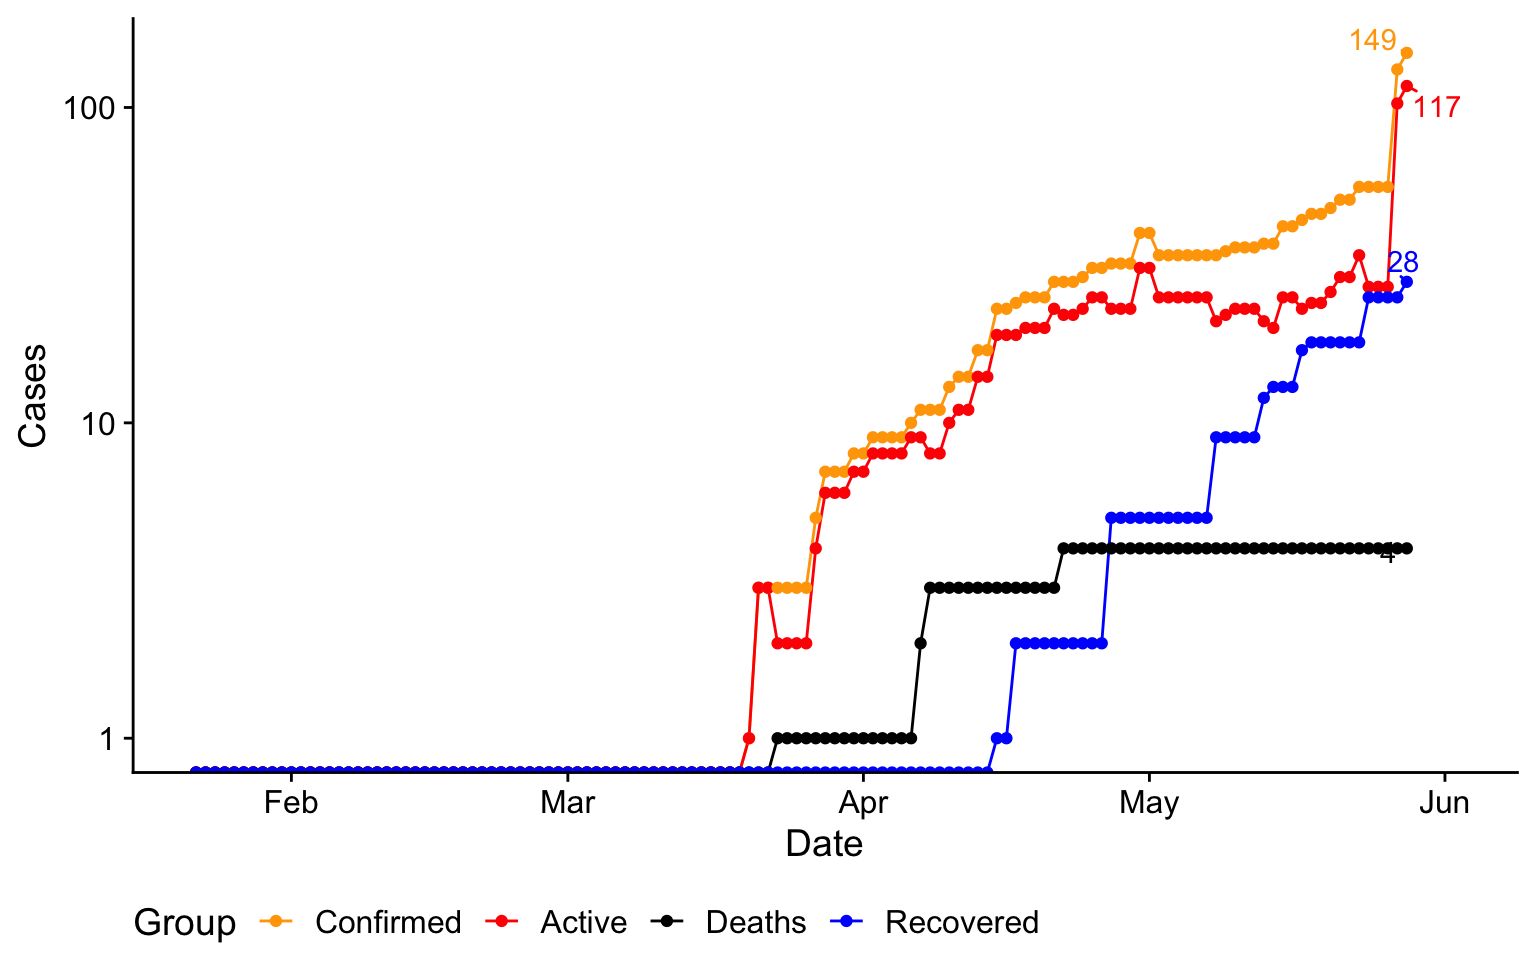 149
100
117
28
Cases
10
4
1
Feb Mar Apr May Jun
Date
Group Confirmed Active Deaths Recovered